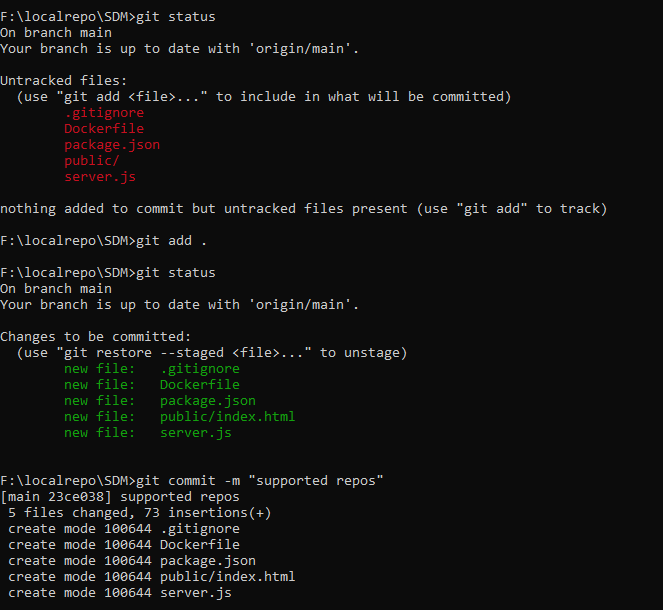 F:\localrepo\SDM>git status
On branch main
Your branch is up to date with 'origin/main'.
Untracked files:
  (use "git add <file>..." to include in what will be committed)
        .gitignore
        Dockerfile
        package.json
        public/
        server.js
nothing added to commit but untracked files present (use "git add" to track)
F:\localrepo\SDM>git add .
F:\localrepo\SDM>git status
On branch main
Your branch is up to date with 'origin/main'.
Changes to be committed:
  (use "git restore --staged <file>..." to unstage)
        new file:   .gitignore
        new file:   Dockerfile
        new file:   package.json
        new file:   public/index.html
        new file:   server.js
F:\localrepo\SDM>git commit -m "supported repos"
[main 23ce038] supported repos
 5 files changed, 73 insertions(+)
 create mode 100644 .gitignore
 create mode 100644 Dockerfile
 create mode 100644 package.json
 create mode 100644 public/index.html
 create mode 100644 server.js